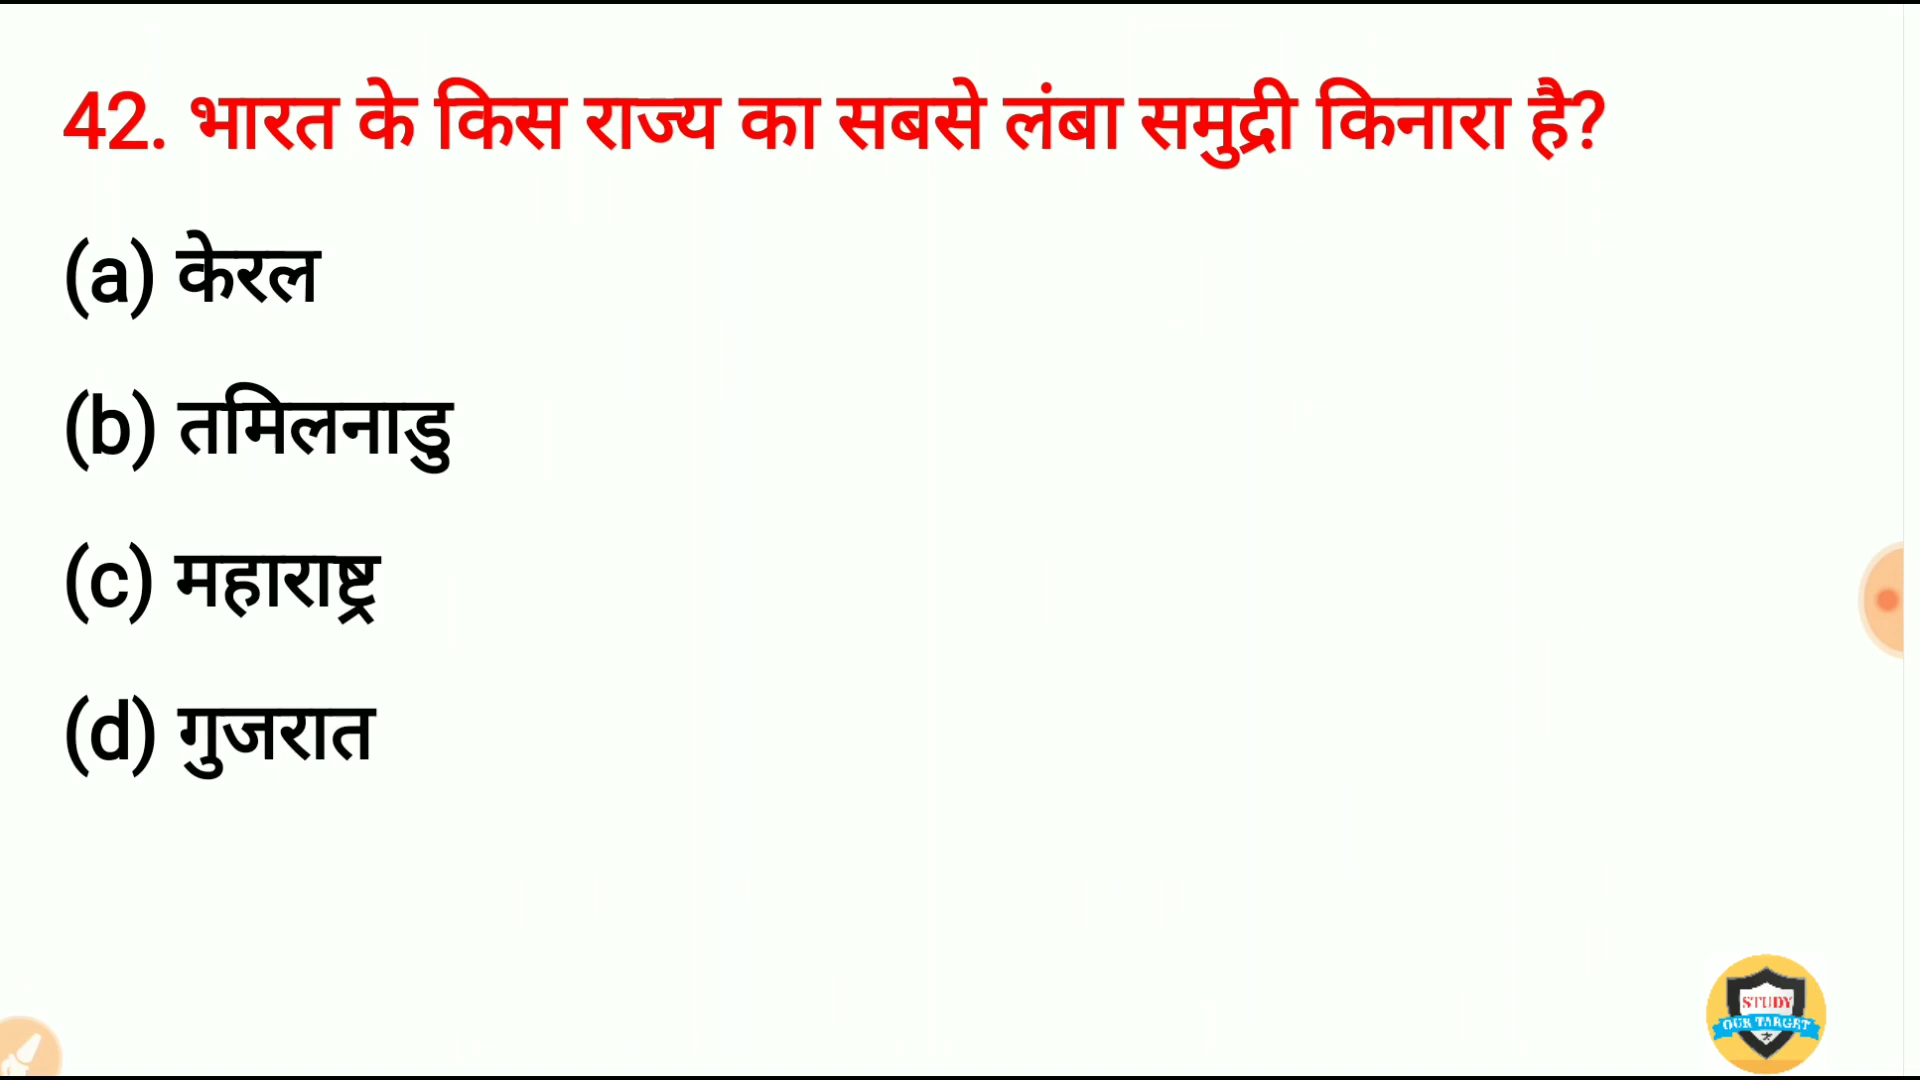 42. भारत के किस राज्य का सबसे लंबा समुद्री किनारा है?
(a) केरल
(b) तमिलनाडु
(c) महाराष्ट्र
(d) गुजरात
STUDY
OUR TARGET